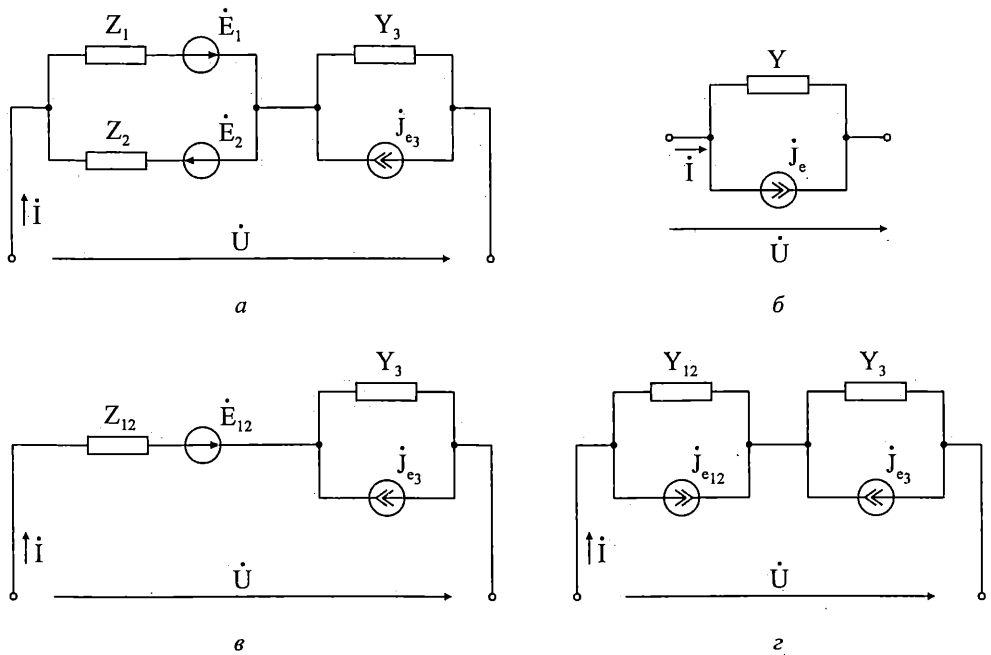 Z₁ Ė₁ Y₃
Z₂ Ė₂ J̇ₑ₃
İ
U̇
а
Y
İ J̇ₑ
U̇
б
Z₁₂ Ė₁₂ Y₃
J̇ₑ₃
İ
U̇
в
Y₁₂ Y₃
J̇ₑ₁₂ J̇ₑ₃
İ
U̇
г